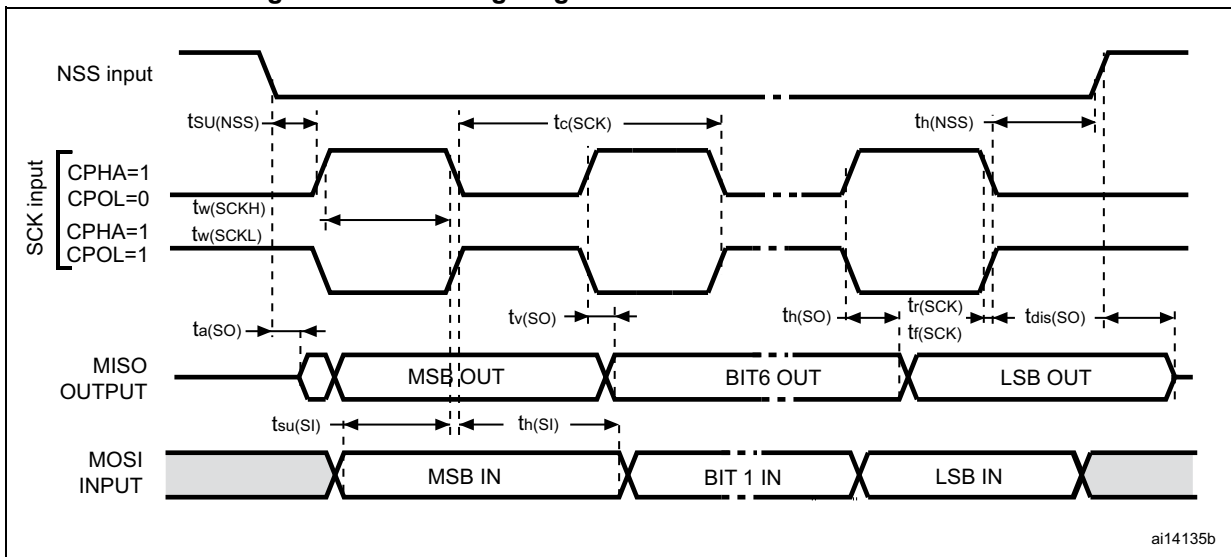 NSS input
tSU(NSS)
tc(SCK)
th(NSS)
SCK input
CPHA=1
CPOL=0
tw(SCKH)
CPHA=1
tw(SCKL)
CPOL=1
ta(SO)
tv(SO)
th(SO)
tr(SCK)
tf(SCK)
tdis(SO)
MISO
OUTPUT
MSB OUT
BIT6 OUT
LSB OUT
tsu(SI)
th(SI)
MOSI
INPUT
MSB IN
BIT 1 IN
LSB IN
ai14135b